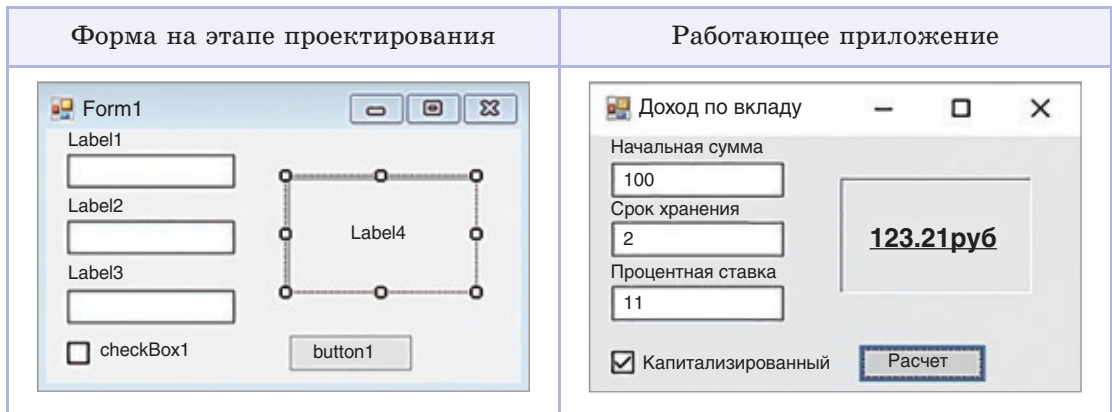 Форма на этапе проектирования
Работающее приложение
Form1
Label1
Label2
Label3
Label4
checkBox1
button1
Доход по вкладу
Начальная сумма
100
Срок хранения
2
Процентная ставка
11
123.21руб
Капитализированный
Расчет